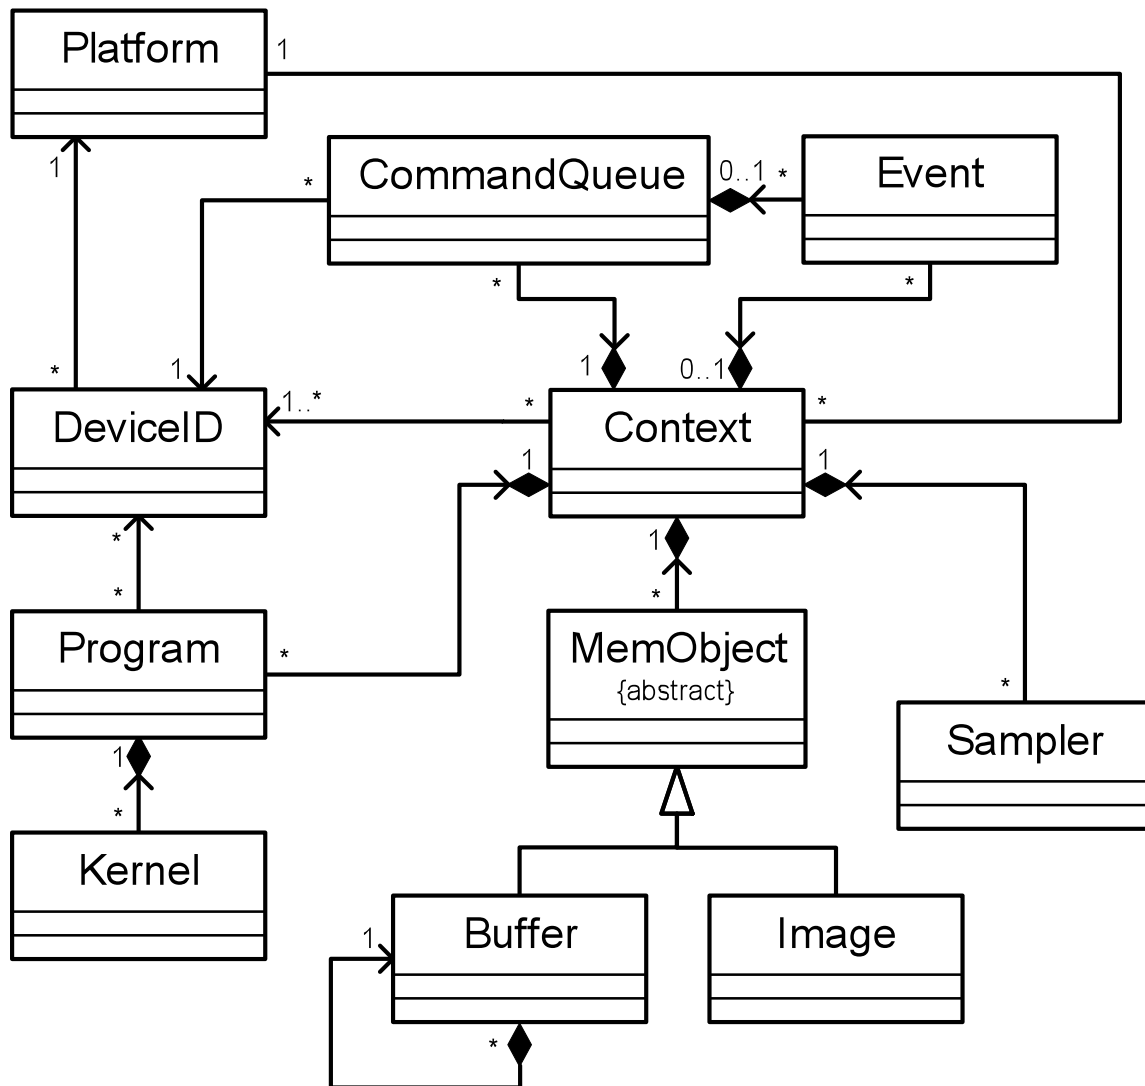 Platform
1
1
*
CommandQueue
0..1
*
Event
*
*
*
1
1
0..1
*
DeviceID
1..*
*
Context
*
1
1
*
*
1
*
Program
*
MemObject
{abstract}
*
Sampler
1
*
Kernel
1
Buffer
Image
*